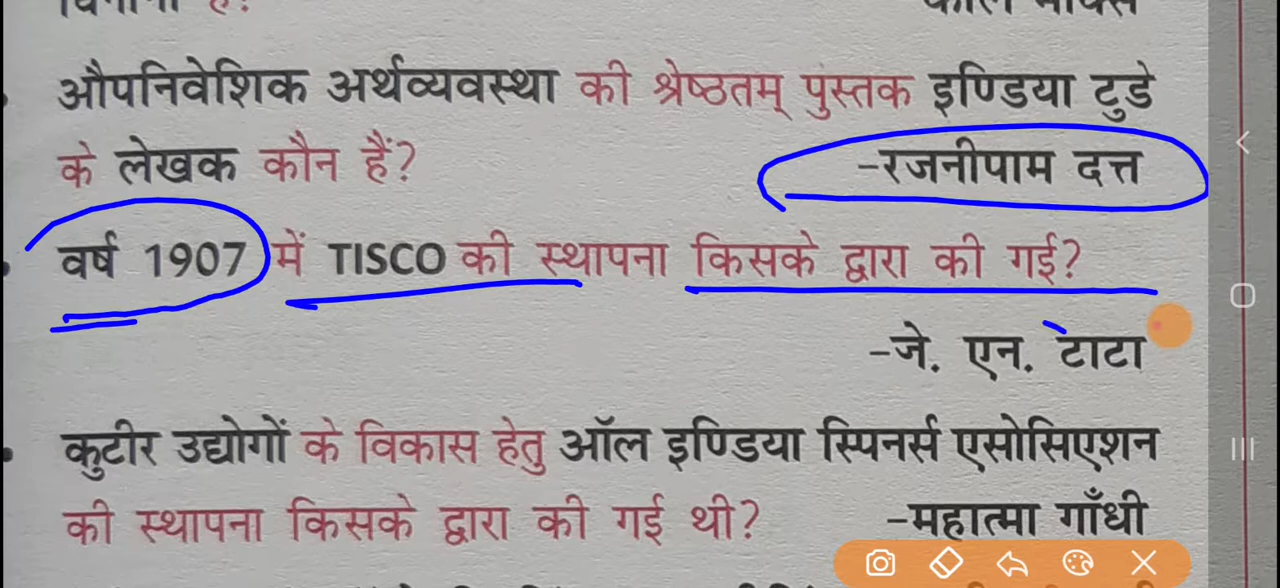 औपनिवेशिक अर्थव्यवस्था की श्रेष्ठतम् पुस्तक इण्डिया टुडे
के लेखक कौन हैं? -रजनीपाम दत्त
वर्ष 1907 में TISCO की स्थापना किसके द्वारा की गई?
-जे. एन. टाटा
कुटीर उद्योगों के विकास हेतु ऑल इण्डिया स्पिनर्स एसोसिएशन
की स्थापना किसके द्वारा की गई थी? -महात्मा गाँधी